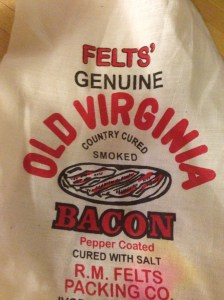 FELTS'
GENUINE
OLD VIRGINIA
COUNTRY CURED
SMOKED
BACON
Pepper Coated
CURED WITH SALT
R.M. FELTS
PACKING CO.